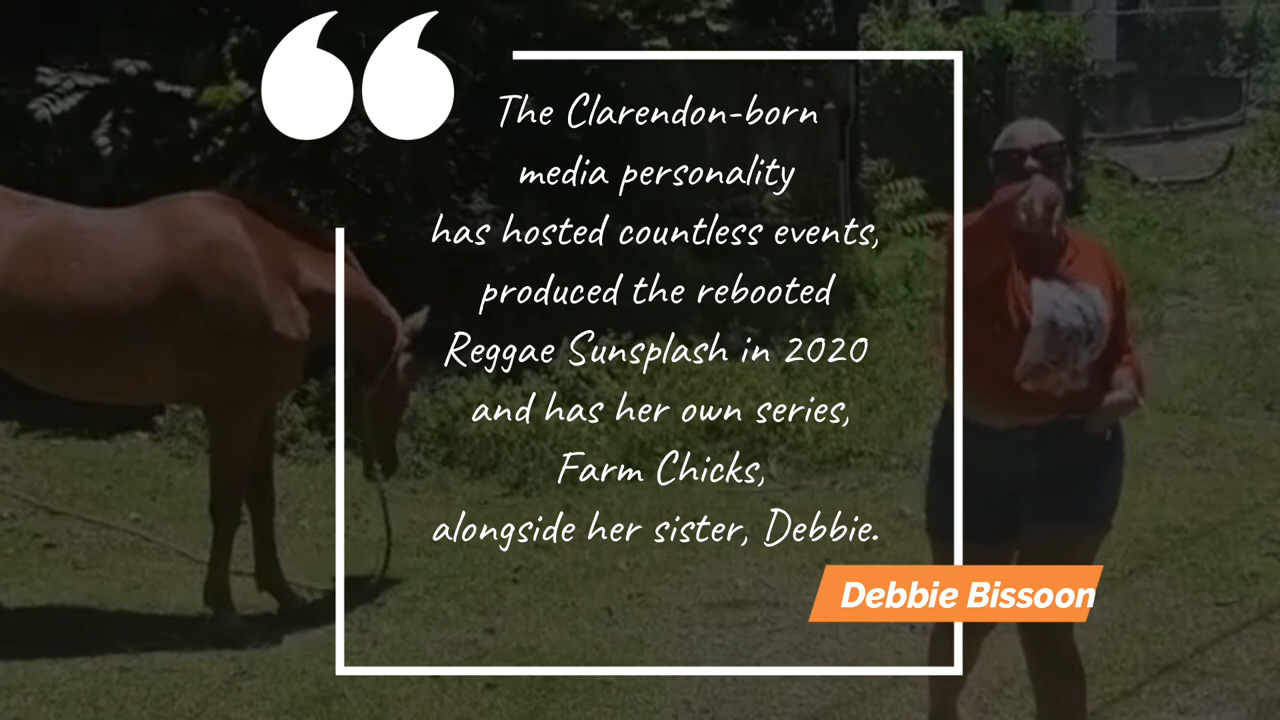 The Clarendon-born
media personality
has hosted countless events,
produced the rebooted
Reggae Sunsplash in 2020
and has her own series,
Farm Chicks,
alongside her sister, Debbie.
Debbie Bissoon